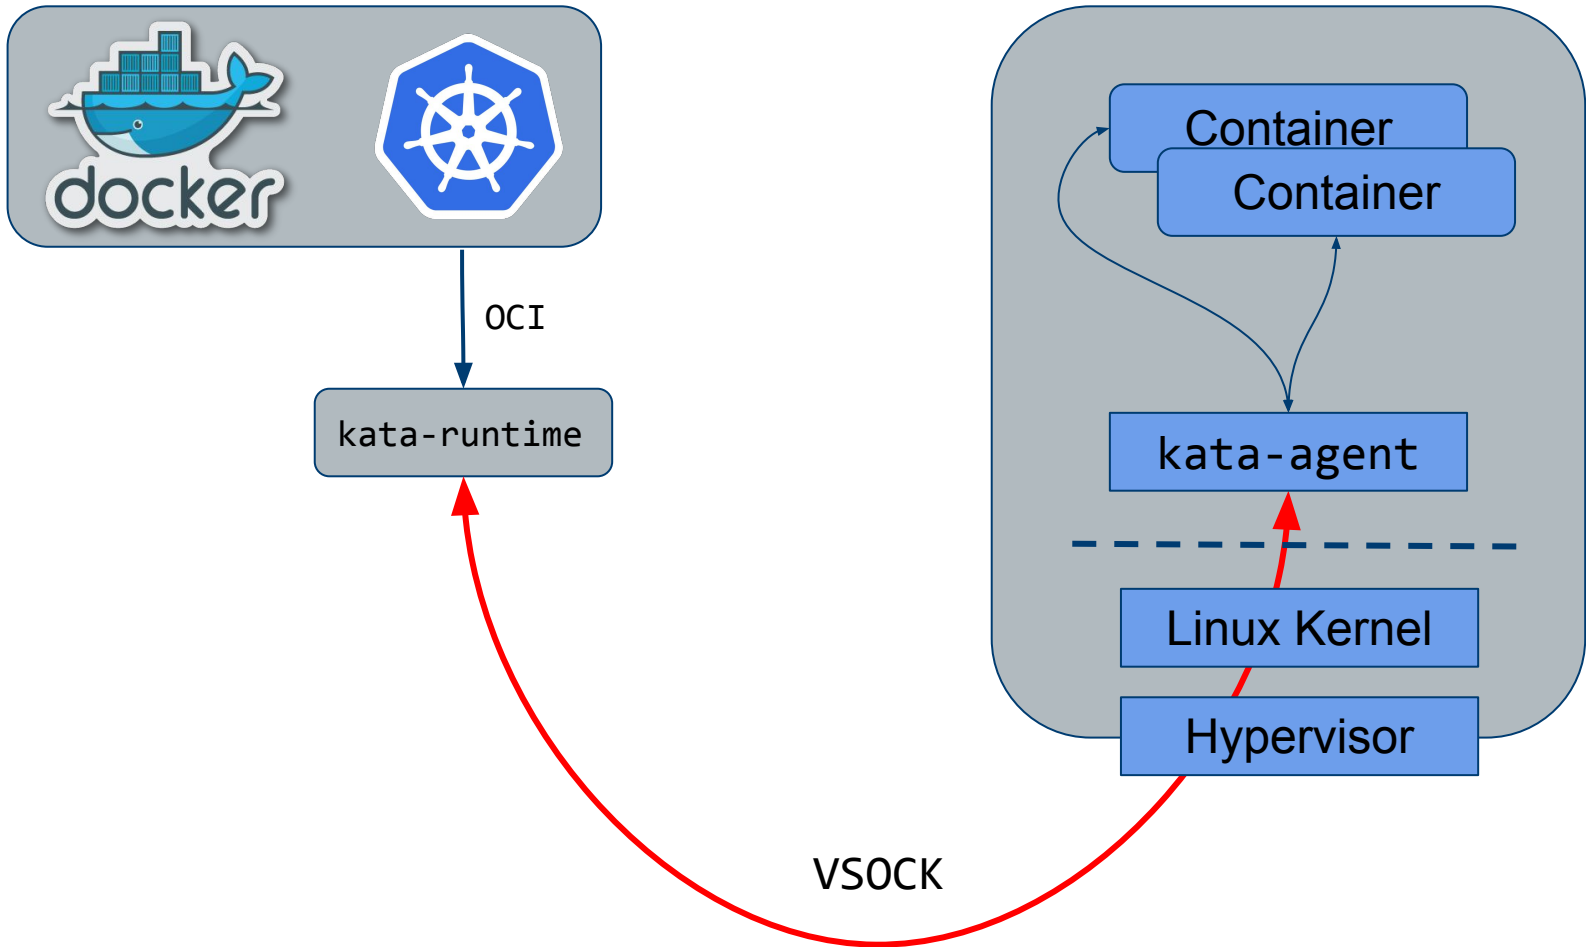 docker
OCI
kata-runtime
VSOCK
Container
Container
kata-agent
Linux Kernel
Hypervisor